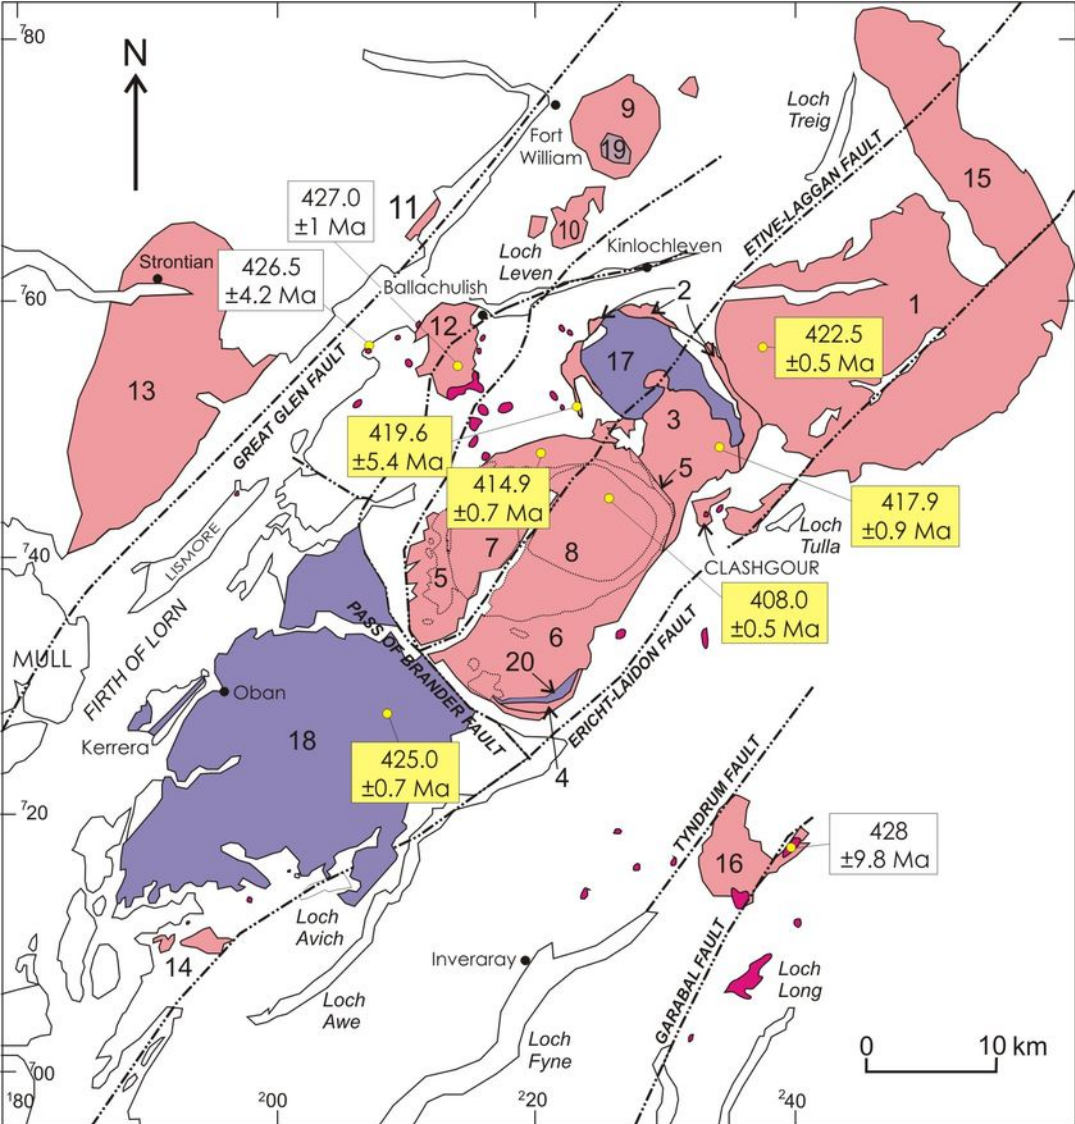 780
N
9
Fort
William
19
Loch
Treig
15
427.0
±1 Ma
11
10
ETIVE-LAGGAN FAULT
Strontian
426.5
±4.2 Ma
Loch
Leven
Kinlochleven
Ballachulish
760
2
1
12
422.5
±0.5 Ma
17
13
GREAT GLEN FAULT
3
419.6
±5.4 Ma
5
414.9
±0.7 Ma
417.9
±0.9 Ma
LISMORE
Loch
Tulla
740
7
8
5
CLASHGOUR
408.0
±0.5 Ma
PASS OF BRANDER FAULT
6
MULL
FIRTH OF LORN
20
ERICHT-LAIDON FAULT
Oban
Kerrera
18
425.0
±0.7 Ma
4
720
TYNDRUM FAULT
428
±9.8 Ma
16
Loch
Avich
14
Inveraray
GARABAL FAULT
Loch
Long
Loch
Awe
Loch
Fyne
0 10 km
700
180
200
220
240